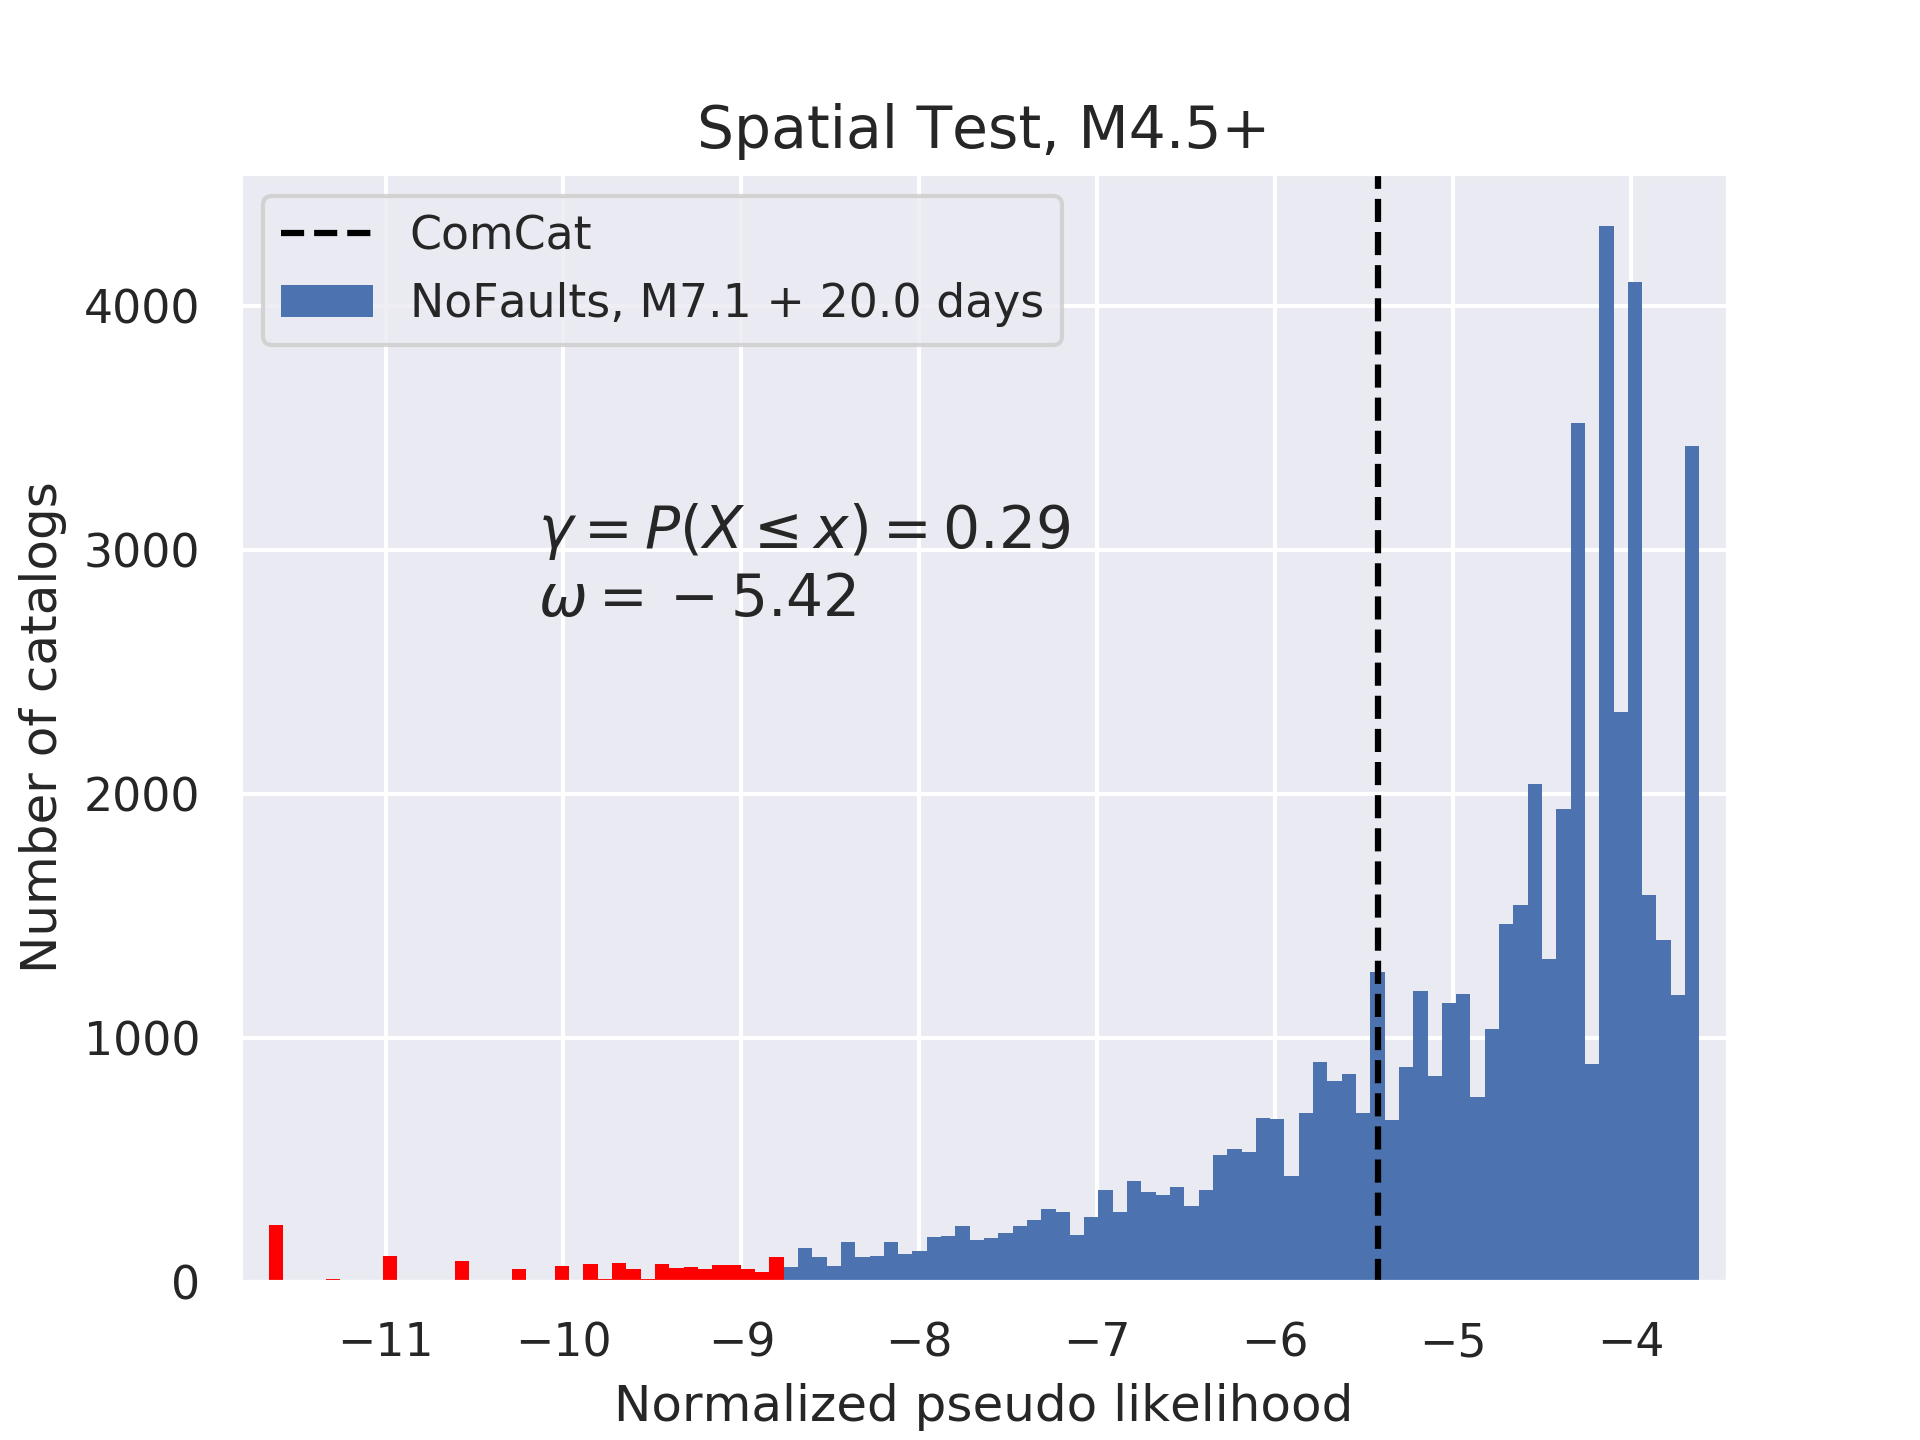 Spatial Test, M4.5+
ComCat
NoFaults, M7.1 + 20.0 days
γ = P(X ≤ x) = 0.29
ω = − 5.42
Number of catalogs
4000
3000
2000
1000
0
−11 −10 −9 −8 −7 −6 −5 −4
Normalized pseudo likelihood